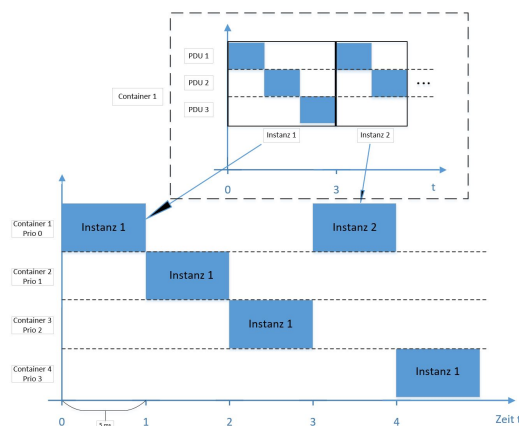 PDU 1
PDU 2
PDU 3
...
Container 1
Instanz 1
Instanz 2
0
3
t
Container 1
Prio 0
Instanz 1
Instanz 2
Container 2
Prio 1
Instanz 1
Container 3
Prio 2
Instanz 1
Container 4
Prio 3
Instanz 1
0
5 ms
1
2
3
4
Zeit t